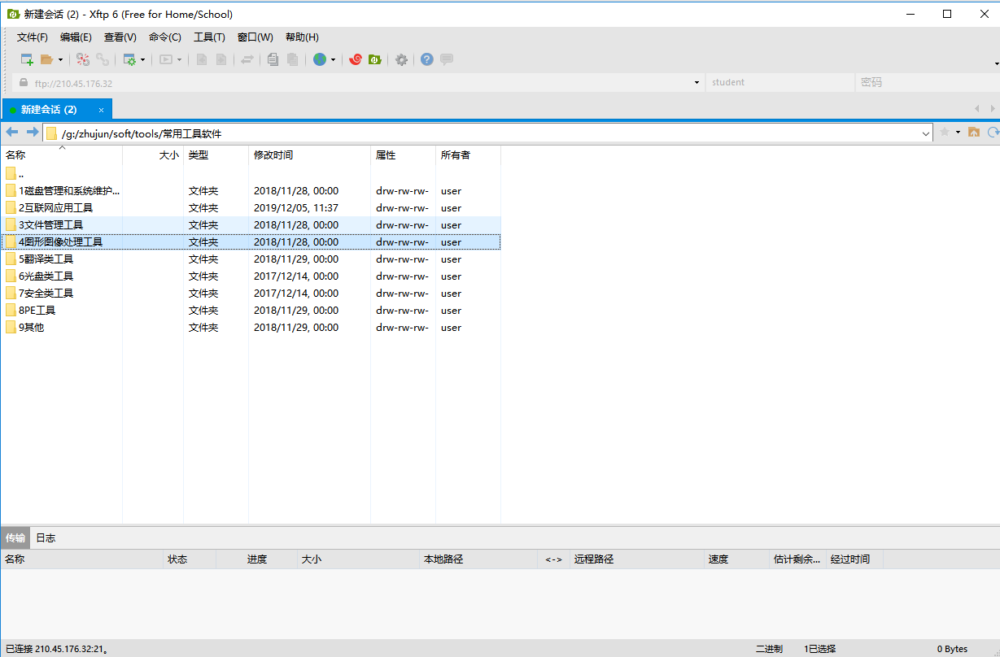 新建会话 (2) - Xftp 6 (Free for Home/School)
文件(F) 编辑(E) 查看(V) 命令(C) 工具(T) 窗口(W) 帮助(H)
ftp://210.45.176.32 student 密码
新建会话 (2) ×
/g:/zhujun/soft/tools/常用工具软件
名称 大小 类型 修改时间 属性 所有者
..
1磁盘管理和系统维护... 文件夹 2018/11/28, 00:00 drw-rw-rw- user
2互联网应用工具 文件夹 2019/12/05, 11:37 drw-rw-rw- user
3文件管理工具 文件夹 2018/11/28, 00:00 drw-rw-rw- user
4图形图像处理工具 文件夹 2018/11/28, 00:00 drw-rw-rw- user
5翻译类工具 文件夹 2018/11/29, 00:00 drw-rw-rw- user
6光盘类工具 文件夹 2017/12/14, 00:00 drw-rw-rw- user
7安全类工具 文件夹 2017/12/14, 00:00 drw-rw-rw- user
8PE工具 文件夹 2018/11/29, 00:00 drw-rw-rw- user
9其他 文件夹 2018/11/29, 00:00 drw-rw-rw- user
传输 日志
名称 状态 进度 大小 本地路径 <-> 远程路径 速度 估计剩余... 经过时间
已连接 210.45.176.32:21。 二进制 1已选择 0 Bytes